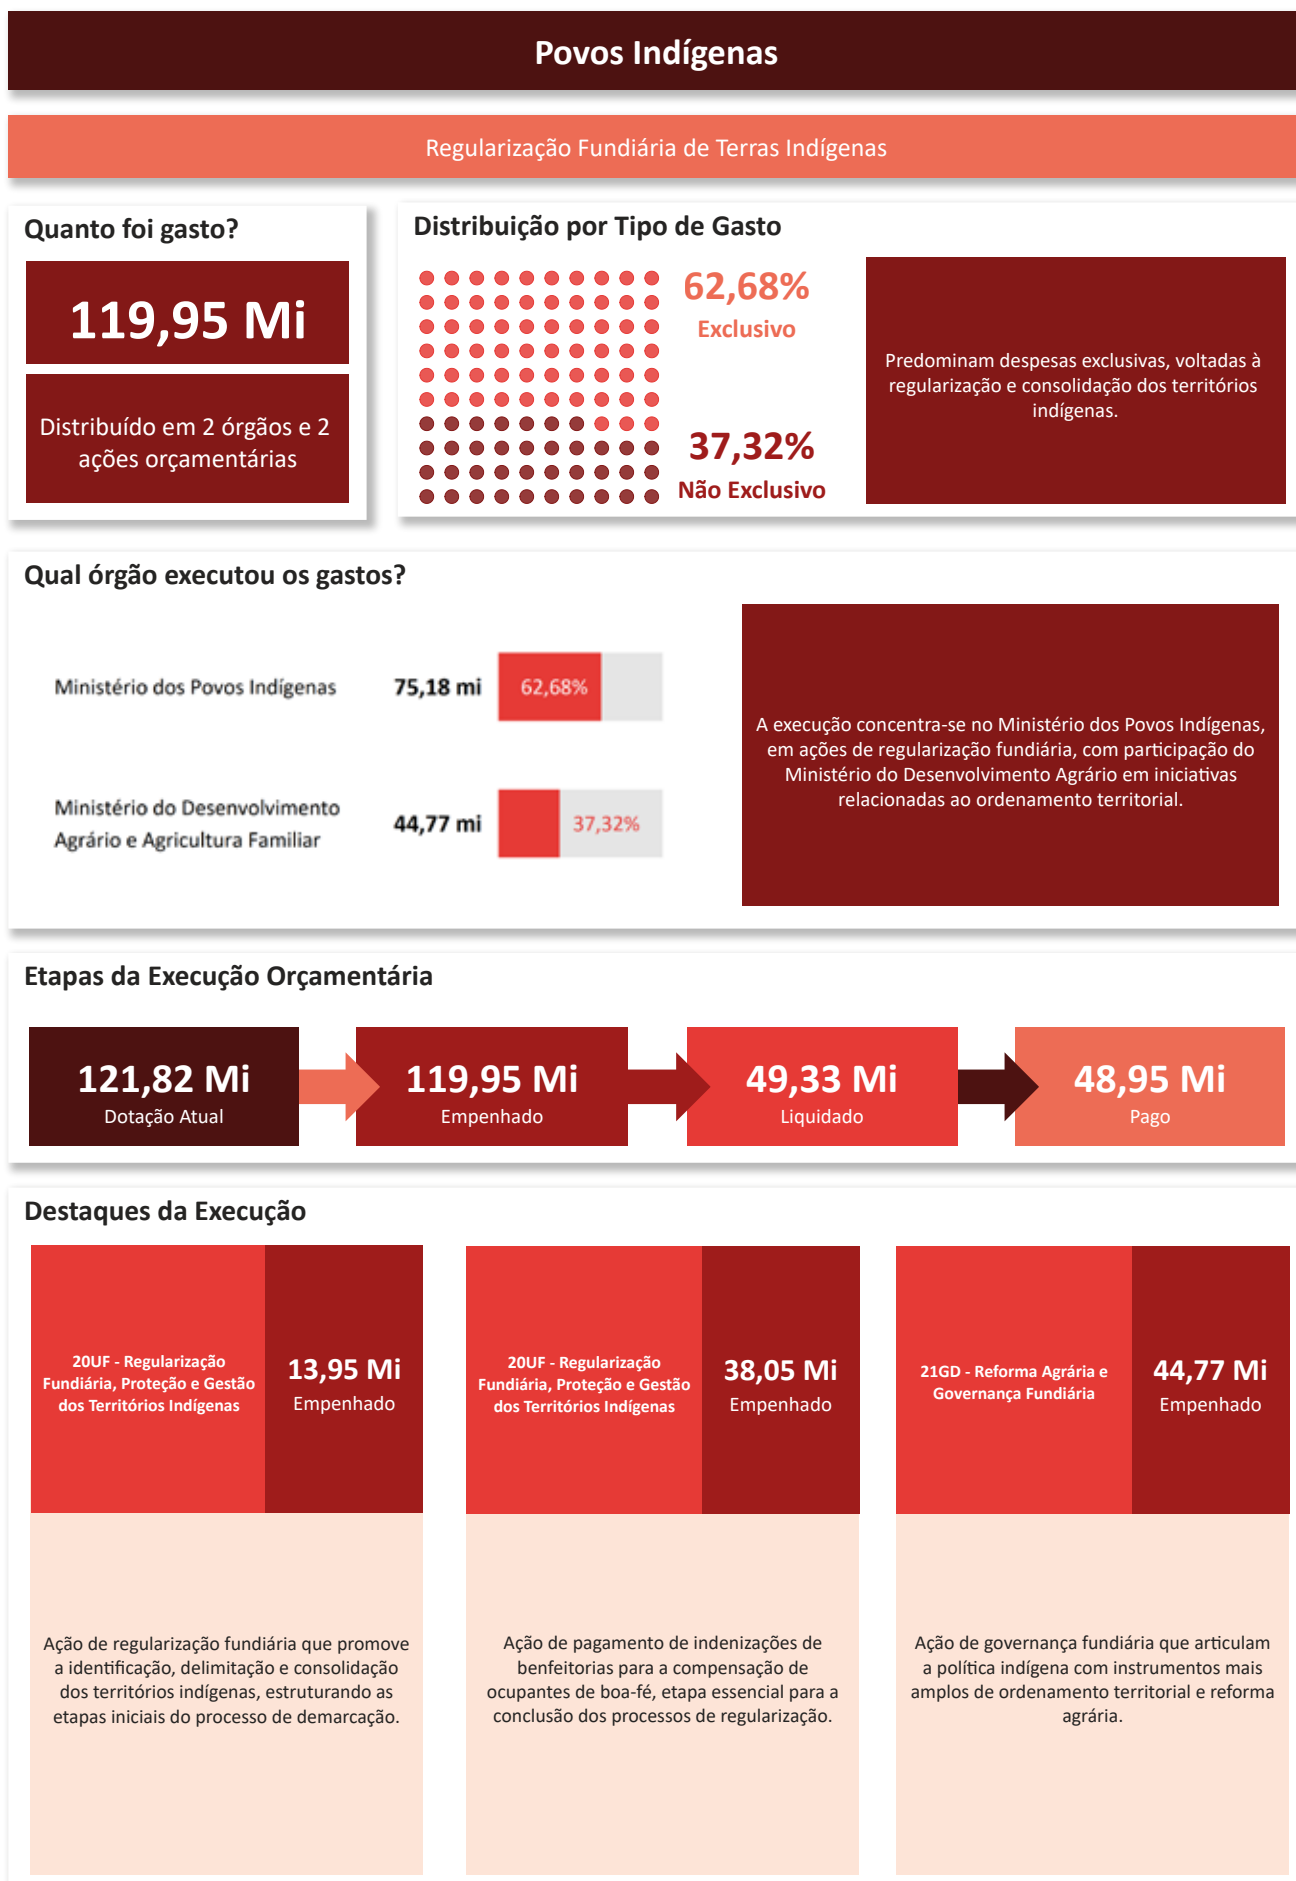 Povos Indígenas
Regularização Fundiária de Terras Indígenas
Quanto foi gasto?
119,95 Mi
Distribuído em 2 órgãos e 2
ações orçamentárias
Distribuição por Tipo de Gasto
62,68%
Exclusivo
37,32%
Não Exclusivo
Predominam despesas exclusivas, voltadas à
regularização e consolidação dos territórios
indígenas.
Qual órgão executou os gastos?
Ministério dos Povos Indígenas
75,18 mi
62,68%
Ministério do Desenvolvimento
Agrário e Agricultura Familiar
44,77 mi
37,32%
A execução concentra-se no Ministério dos Povos Indígenas,
em ações de regularização fundiária, com participação do
Ministério do Desenvolvimento Agrário em iniciativas
relacionadas ao ordenamento territorial.
Etapas da Execução Orçamentária
121,82 Mi
Dotação Atual
119,95 Mi
Empenhado
49,33 Mi
Liquidado
48,95 Mi
Pago
Destaques da Execução
20UF - Regularização
Fundiária, Proteção e Gestão
dos Territórios Indígenas
13,95 Mi
Empenhado
Ação de regularização fundiária que promove
a identificação, delimitação e consolidação
dos territórios indígenas, estruturando as
etapas iniciais do processo de demarcação.
20UF - Regularização
Fundiária, Proteção e Gestão
dos Territórios Indígenas
38,05 Mi
Empenhado
Ação de pagamento de indenizações de
benfeitorias para a compensação de
ocupantes de boa-fé, etapa essencial para a
conclusão dos processos de regularização.
21GD - Reforma Agrária e
Governança Fundiária
44,77 Mi
Empenhado
Ação de governança fundiária que articulam
a política indígena com instrumentos mais
amplos de ordenamento territorial e reforma
agrária.